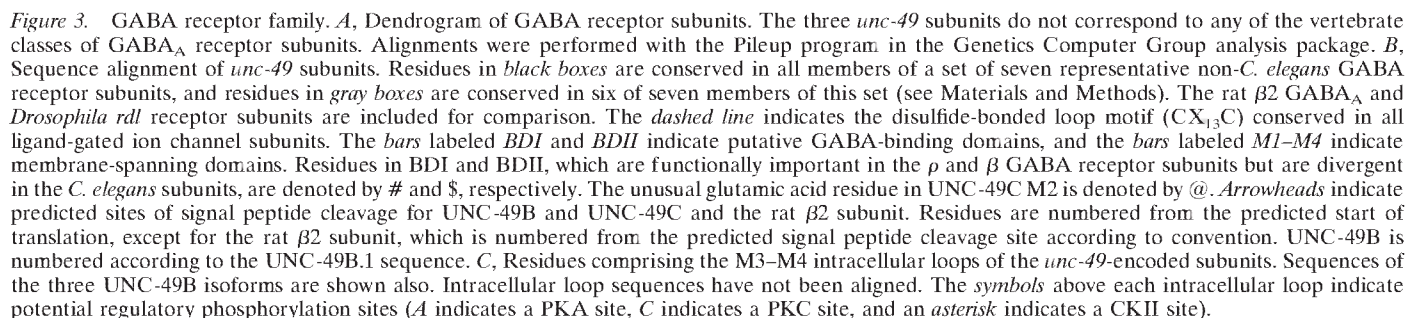 Figure 3. GABA receptor family. A, Dendrogram of GABA receptor subunits. The three unc-49 subunits do not correspond to any of the vertebrate
classes of GABA_A receptor subunits. Alignments were performed with the Pileup program in the Genetics Computer Group analysis package. B,
Sequence alignment of unc-49 subunits. Residues in black boxes are conserved in all members of a set of seven representative non-C. elegans GABA
receptor subunits, and residues in gray boxes are conserved in six of seven members of this set (see Materials and Methods). The rat β2 GABA_A and
Drosophila rdl receptor subunits are included for comparison. The dashed line indicates the disulfide-bonded loop motif (CX_13C) conserved in all
ligand-gated ion channel subunits. The bars labeled BDI and BDII indicate putative GABA-binding domains, and the bars labeled M1–M4 indicate
membrane-spanning domains. Residues in BDI and BDII, which are functionally important in the ρ and β GABA receptor subunits but are divergent
in the C. elegans subunits, are denoted by # and $, respectively. The unusual glutamic acid residue in UNC-49C M2 is denoted by @. Arrowheads indicate
predicted sites of signal peptide cleavage for UNC-49B and UNC-49C and the rat β2 subunit. Residues are numbered from the predicted start of
translation, except for the rat β2 subunit, which is numbered from the predicted signal peptide cleavage site according to convention. UNC-49B is
numbered according to the UNC-49B.1 sequence. C, Residues comprising the M3–M4 intracellular loops of the unc-49-encoded subunits. Sequences of
the three UNC-49B isoforms are shown also. Intracellular loop sequences have not been aligned. The symbols above each intracellular loop indicate
potential regulatory phosphorylation sites (A indicates a PKA site, C indicates a PKC site, and an asterisk indicates a CKII site).